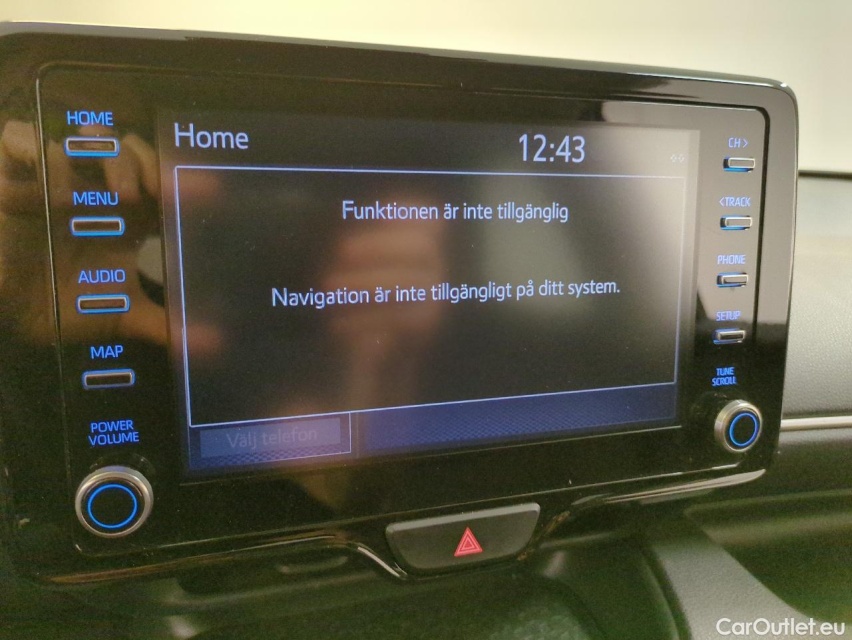 HOME
Home
12:43
CH>
MENU
Funktionen är inte tillgänglig
<TRACK
AUDIO
Navigation är inte tillgängligt på ditt system.
PHONE
MAP
SETUP
POWER
VOLUME
Välj telefon
TUNE
SCROLL
CarOutlet.eu